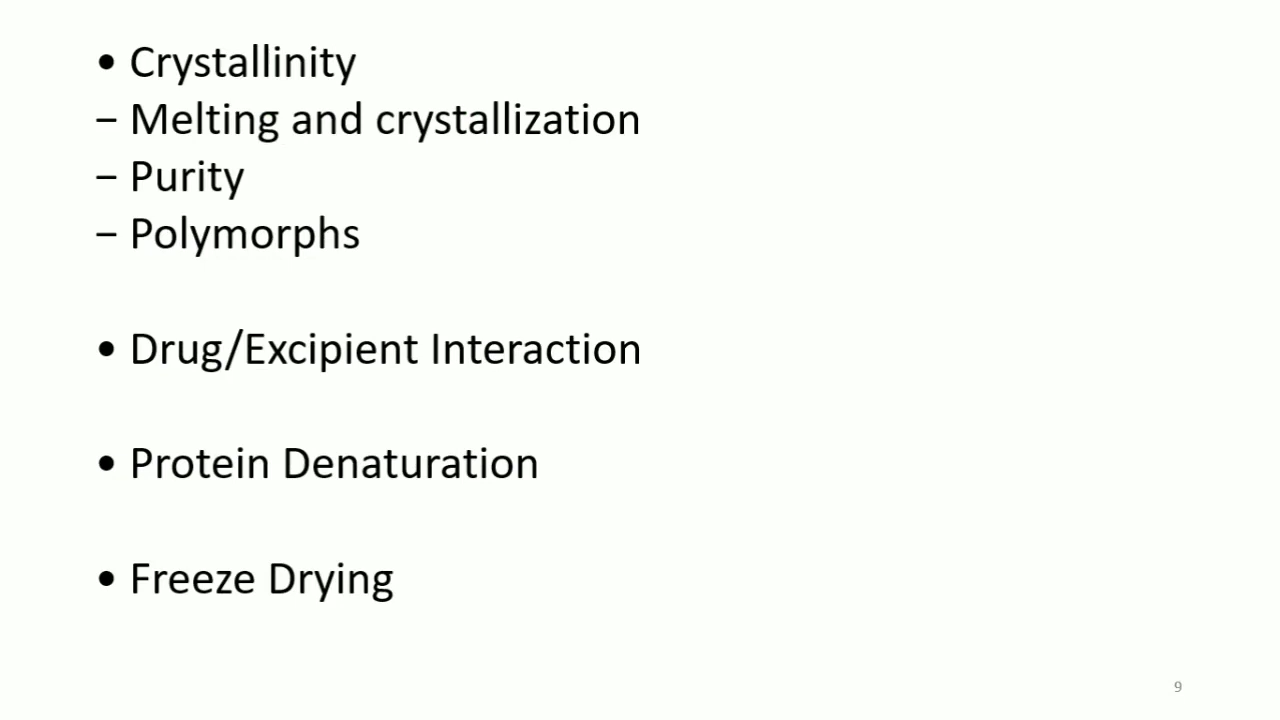 • Crystallinity
− Melting and crystallization
− Purity
− Polymorphs
• Drug/Excipient Interaction
• Protein Denaturation
• Freeze Drying
9